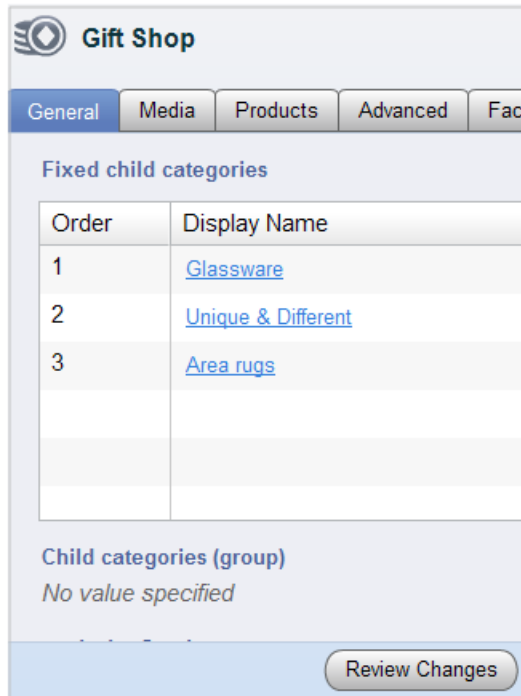 Gift Shop
General Media Products Advanced
Fixed child categories
Order Display Name
1 Glassware
2 Unique & Different
3 Area rugs
Child categories (group)
No value specified
Review Changes